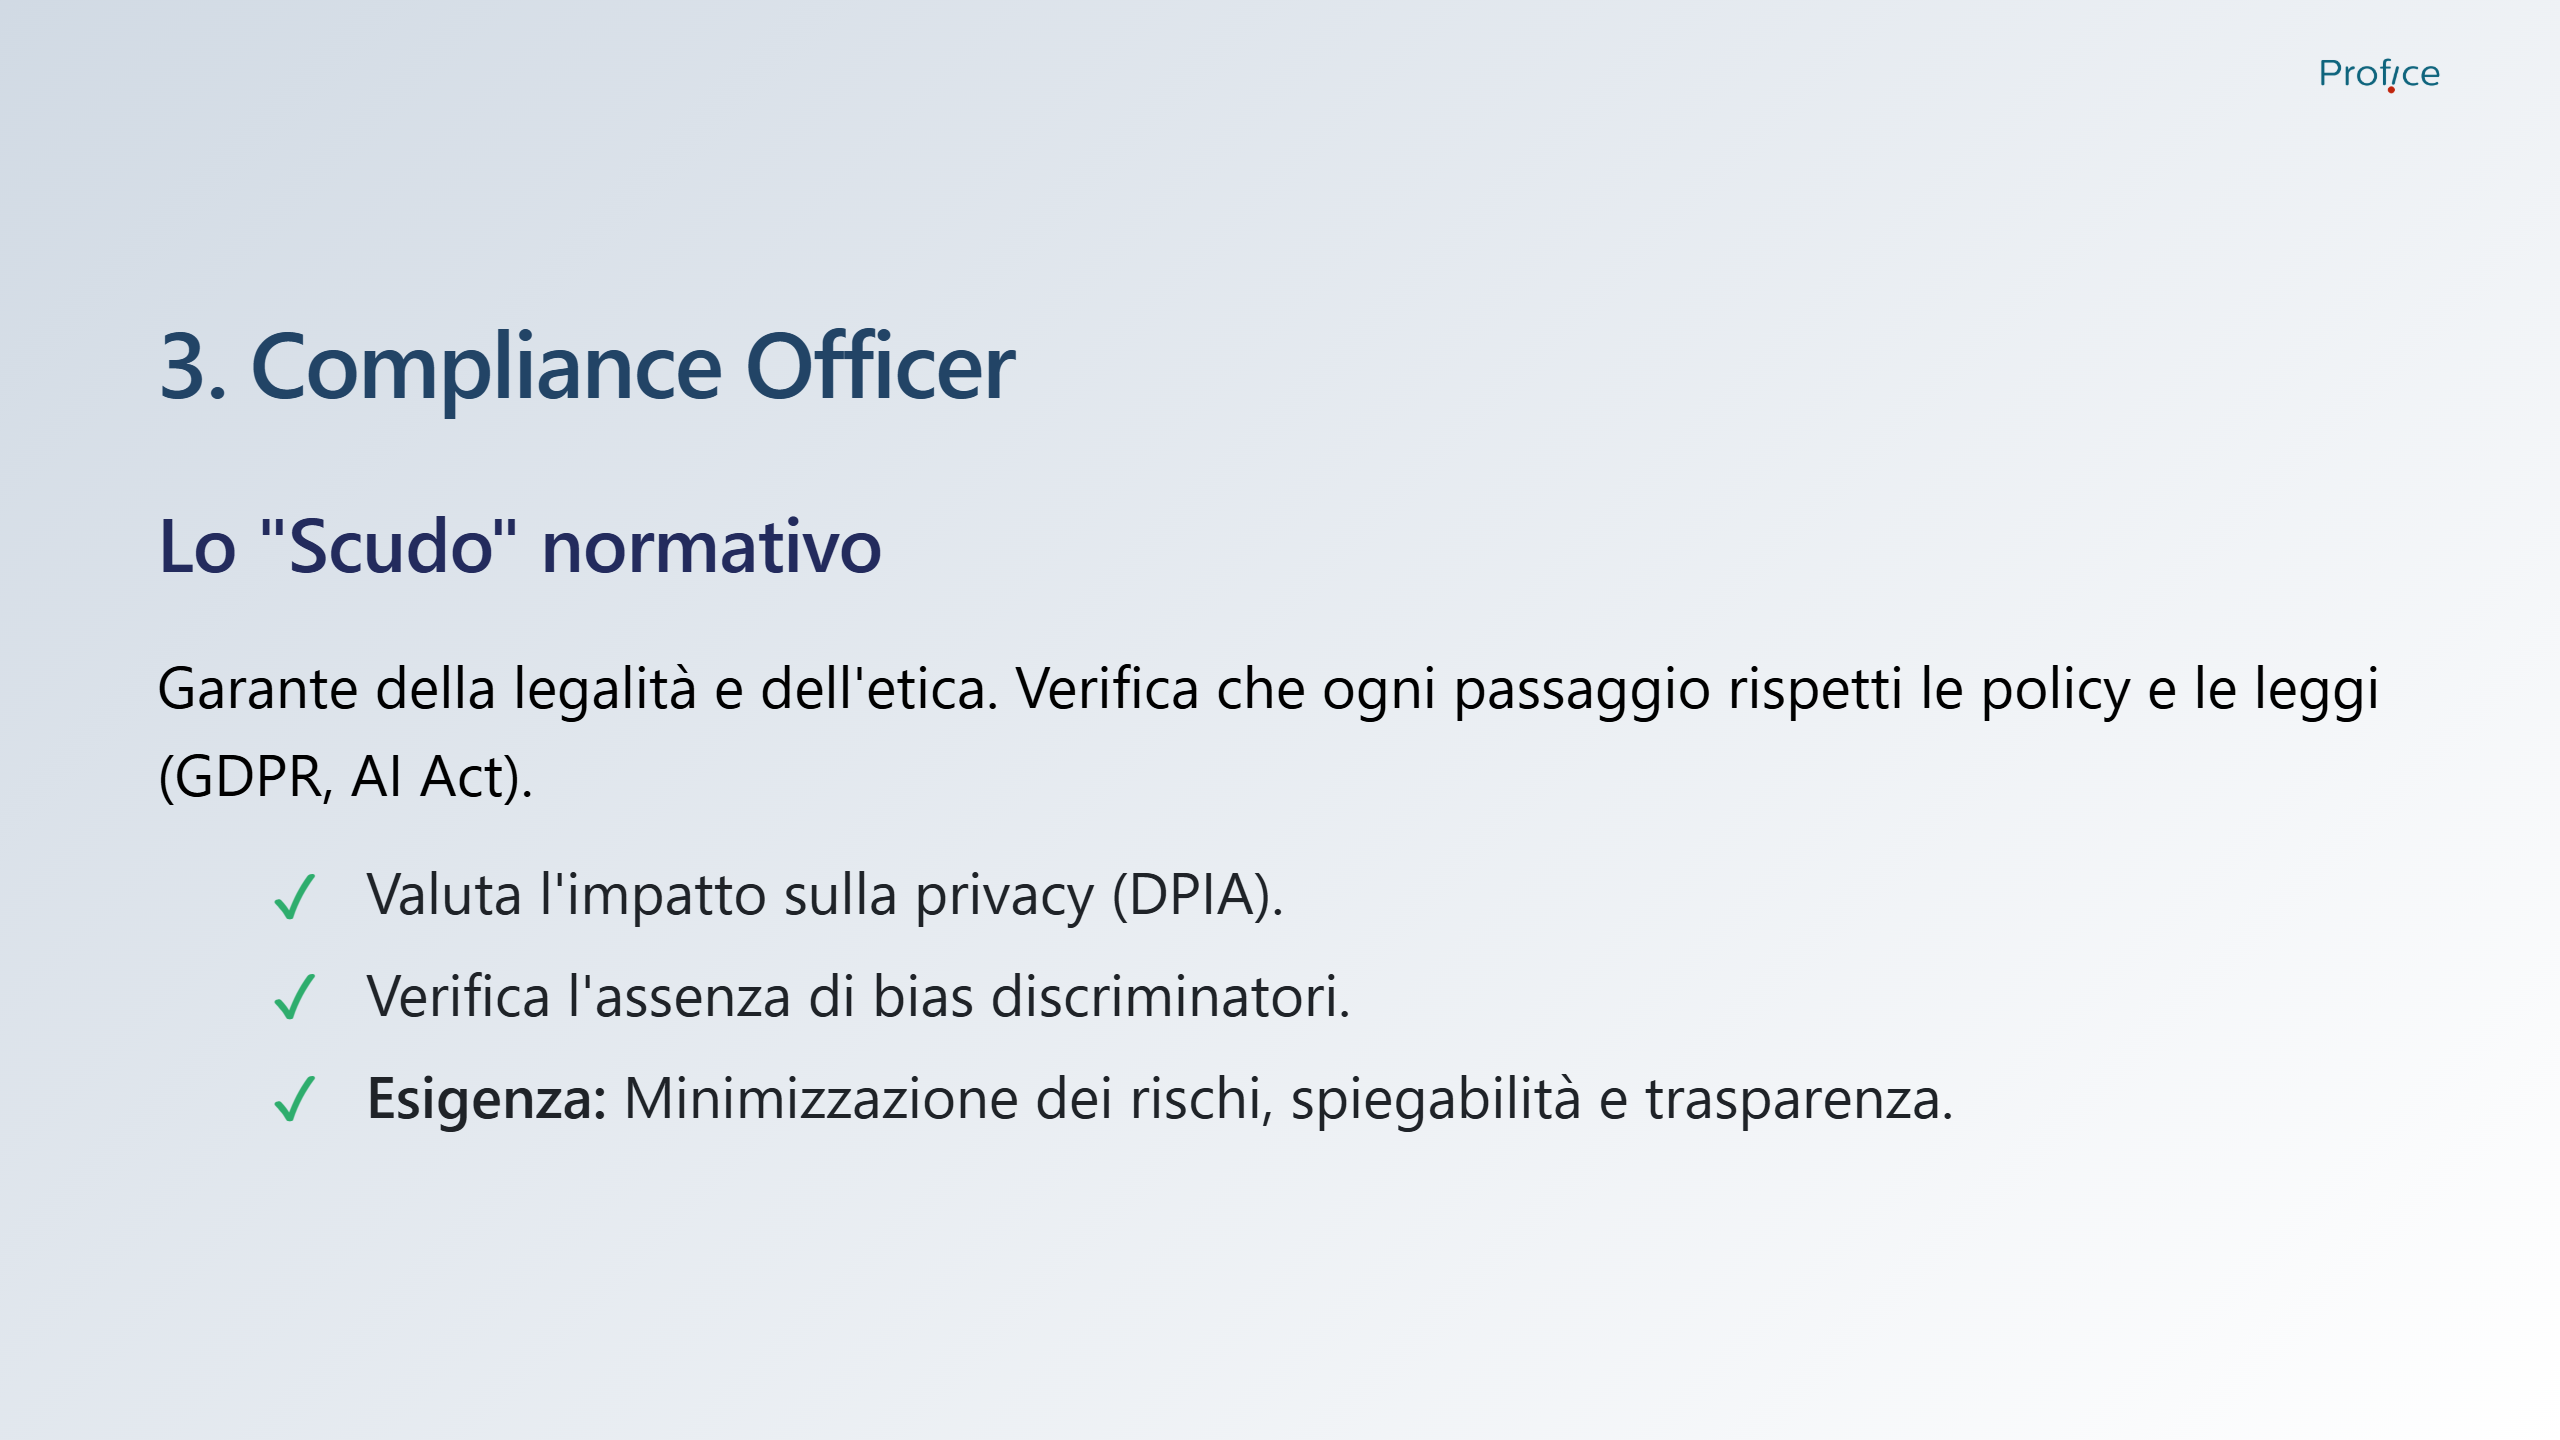 Profice
3. Compliance Officer
Lo "Scudo" normativo
Garante della legalità e dell'etica. Verifica che ogni passaggio rispetti le policy e le leggi
(GDPR, AI Act).
✓ Valuta l'impatto sulla privacy (DPIA).
✓ Verifica l'assenza di bias discriminatori.
✓ Esigenza: Minimizzazione dei rischi, spiegabilità e trasparenza.